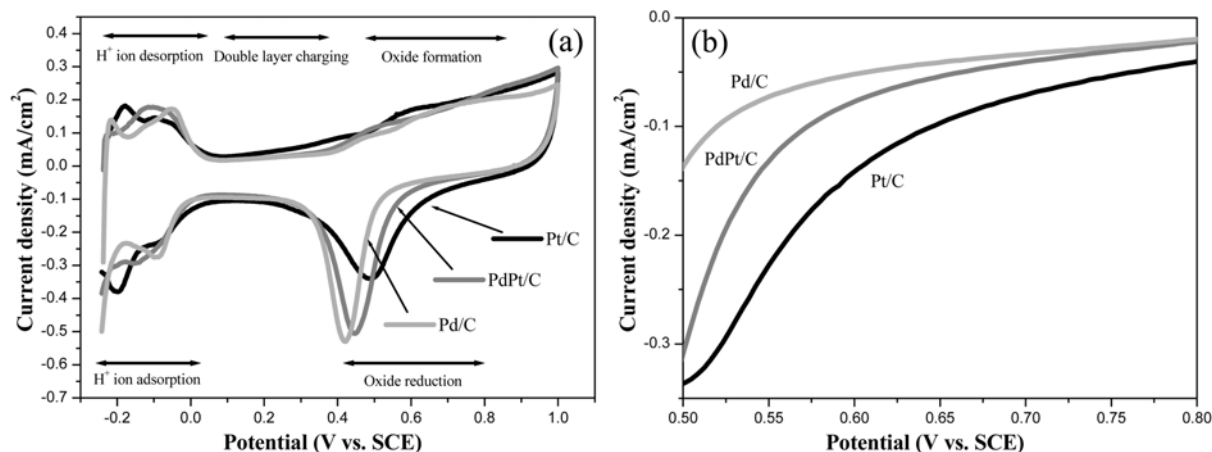 (a)
H⁺ ion desorption
Double layer charging
Oxide formation
0.4
0.3
0.2
0.1
0.0
-0.1
-0.2
-0.3
-0.4
-0.5
-0.6
-0.7
Current density (mA/cm²)
Pt/C
PdPt/C
Pd/C
H⁺ ion adsorption
Oxide reduction
-0.2 0.0 0.2 0.4 0.6 0.8 1.0
Potential (V vs. SCE)
(b)
-0.0
-0.1
-0.2
-0.3
Current density (mA/cm²)
Pd/C
PdPt/C
Pt/C
0.50 0.55 0.60 0.65 0.70 0.75 0.80
Potential (V vs. SCE)